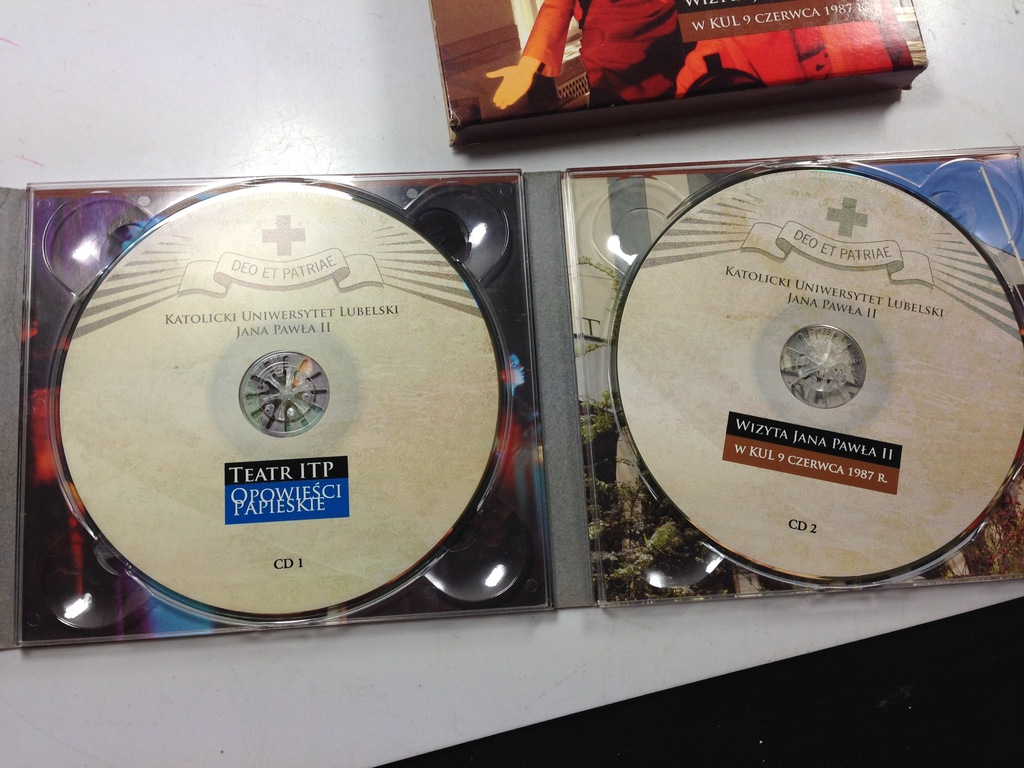 W KUL 9 CZERWCA 1987 R.
DEO ET PATRIAE
KATOLICKI UNIWERSYTET LUBELSKI
JANA PAWŁA II
TEATR ITP
OPOWIEŚCI
PAPIESKIE
CD 1
DEO ET PATRIAE
KATOLICKI UNIWERSYTET LUBELSKI
JANA PAWŁA II
WIZYTA JANA PAWŁA II
W KUL 9 CZERWCA 1987 R.
CD 2